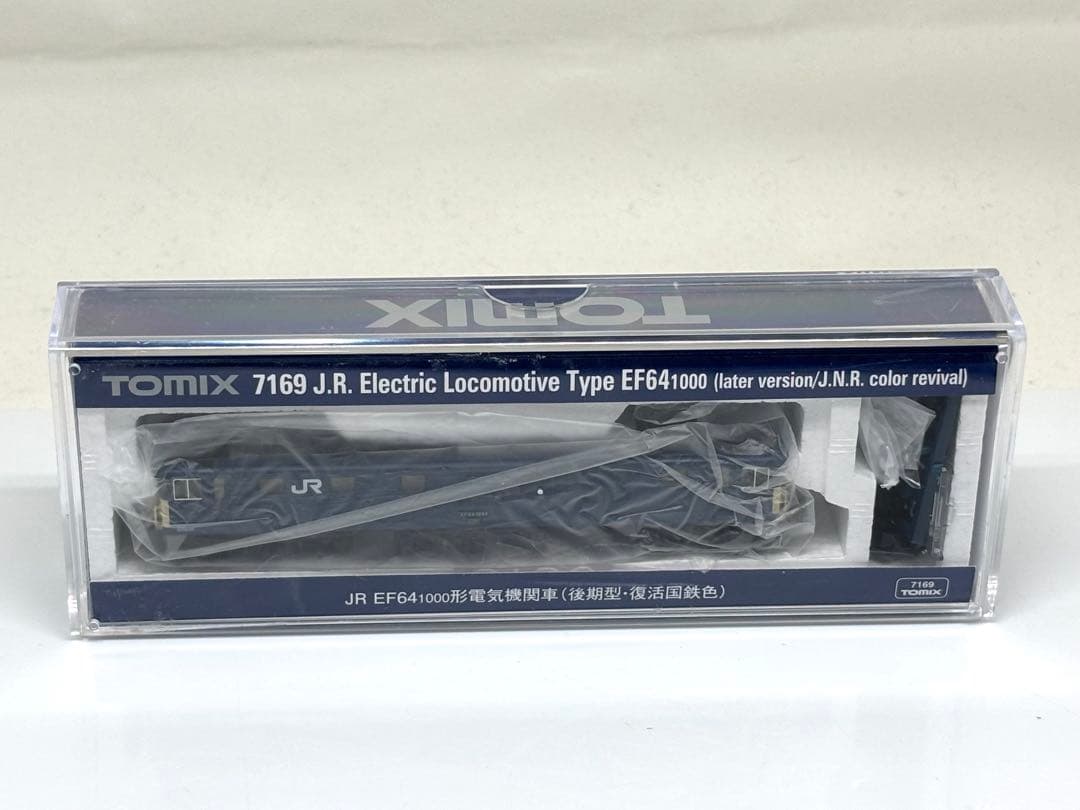 TOMIX
TOMIX 7169 J.R. Electric Locomotive Type EF641000 (later version/J.N.R. color revival)
JR
JR EF641000形電気機関車(後期型・復活国鉄色)
7169
TOMIX